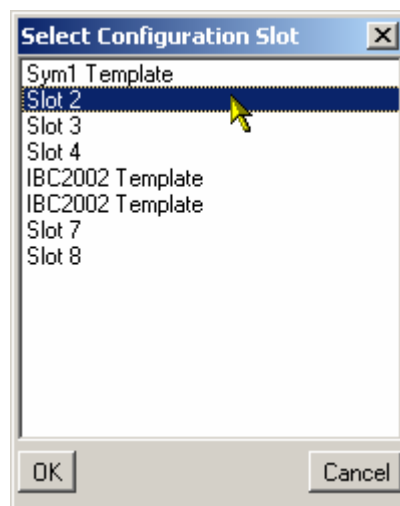 Select Configuration Slot
Sym1 Template
Slot 2
Slot 3
Slot 4
IBC2002 Template
IBC2002 Template
Slot 7
Slot 8
OK Cancel